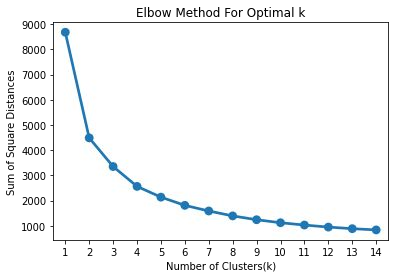 Elbow Method For Optimal k
Sum of Square Distances
9000
8000
7000
6000
5000
4000
3000
2000
1000
1 2 3 4 5 6 7 8 9 10 11 12 13 14
Number of Clusters(k)